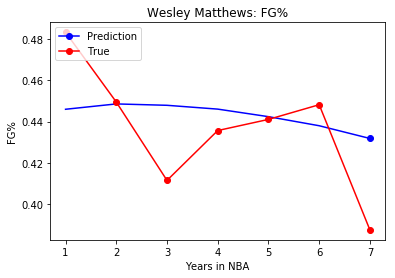 Wesley Matthews: FG%
Prediction
True
FG%
0.48
0.46
0.44
0.42
0.40
1 2 3 4 5 6 7
Years in NBA